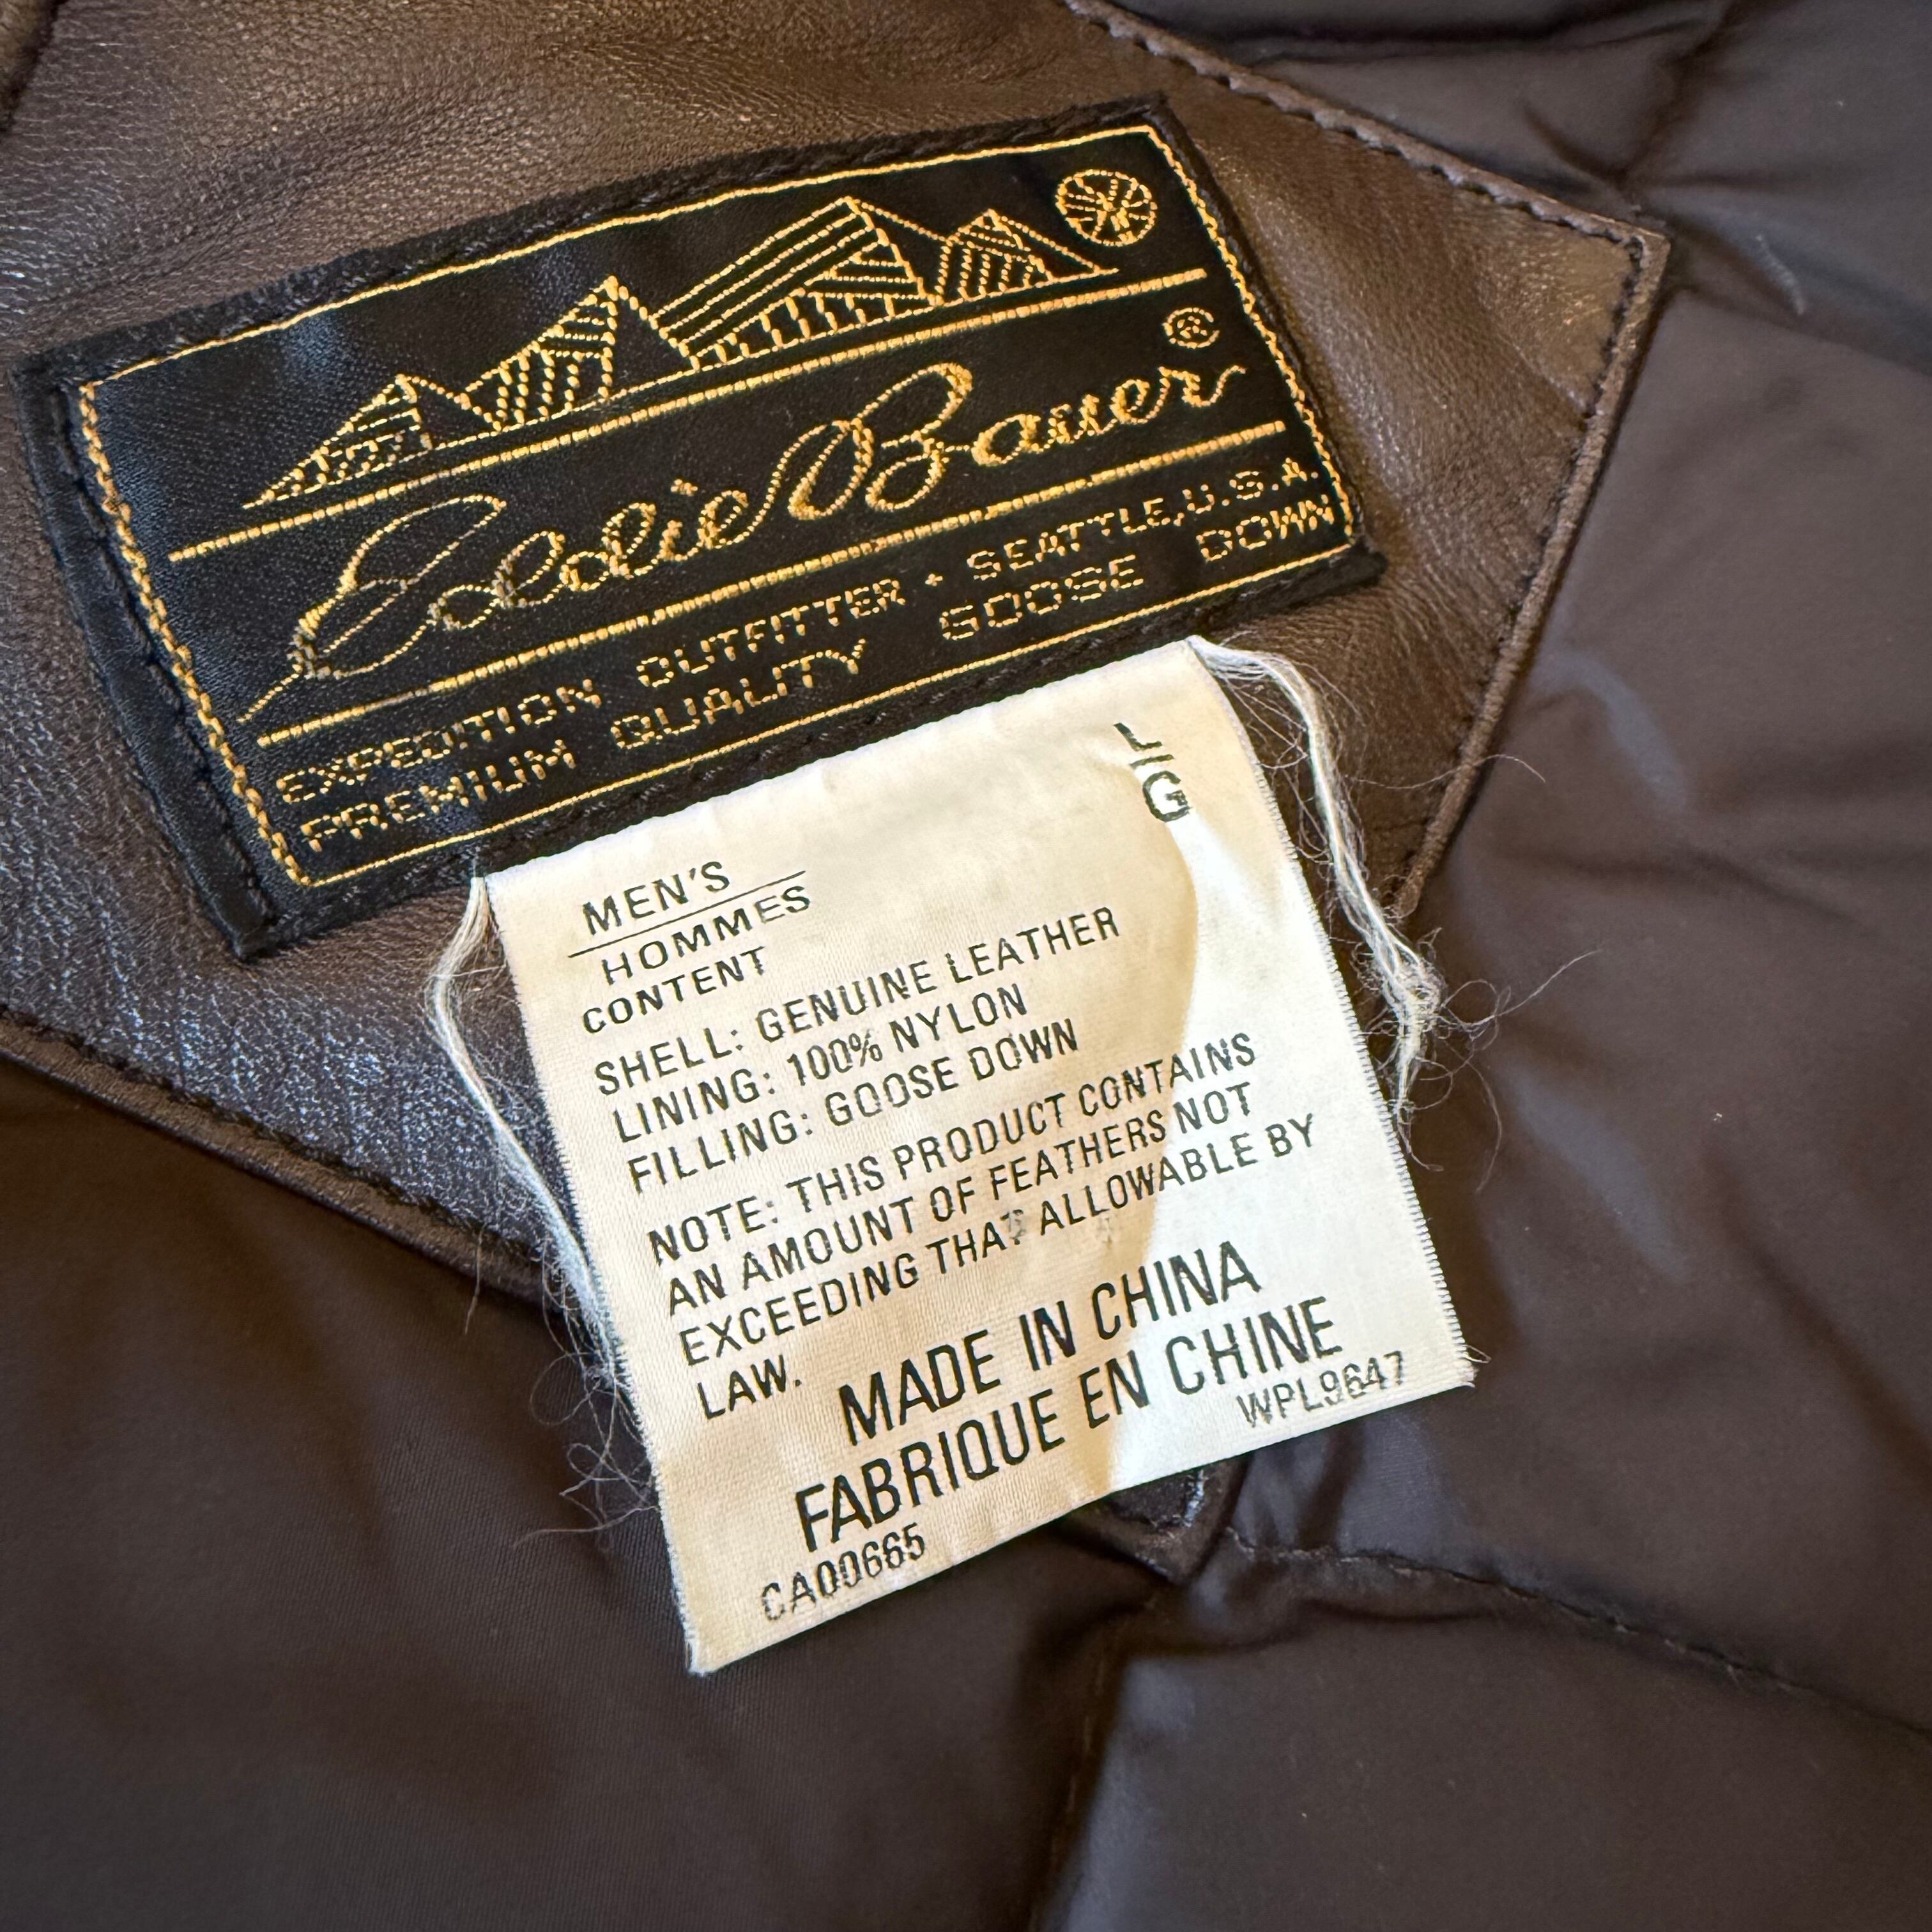 Eddie Bauer®
EXPEDITION OUTFITTER • SEATTLE, U.S.A.
PREMIUM QUALITY GOOSE DOWN
L/G
MEN'S
HOMMES
CONTENT
SHELL: GENUINE LEATHER
LINING: 100% NYLON
FILLING: GOOSE DOWN
NOTE: THIS PRODUCT CONTAINS
AN AMOUNT OF FEATHERS NOT
EXCEEDING THAT ALLOWABLE BY
LAW.
MADE IN CHINA
FABRIQUE EN CHINE
WPL9647
CA00665